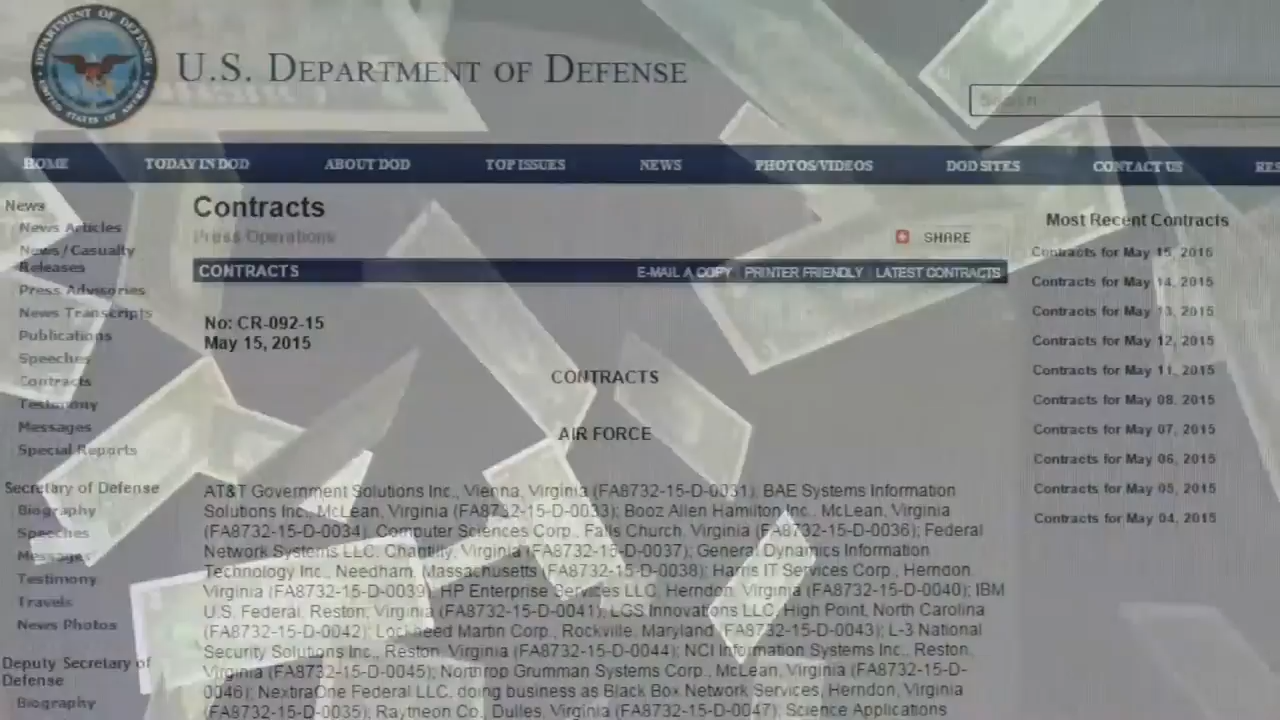 DEPARTMENT OF DEFENSE
UNITED STATES OF AMERICA
U.S. DEPARTMENT OF DEFENSE
Search
HOME TODAY IN DOD ABOUT DOD TOP ISSUES NEWS PHOTOS/VIDEOS DOD SITES CONTACT US RES
News
News Articles
News/Casualty
Releases
Press Advisories
News Transcripts
Publications
Speeches
Contracts
Testimony
Messages
Special Reports
Secretary of Defense
Biography
Speeches
Messages
Testimony
Travels
News Photos
Deputy Secretary of
Defense
Biography
Contracts
Press Operations
SHARE
CONTRACTS E-MAIL A COPY | PRINTER FRIENDLY | LATEST CONTRACTS
No: CR-092-15
May 15, 2015
CONTRACTS
AIR FORCE
AT&T Government Solutions Inc., Vienna, Virginia (FA8732-15-D-0031); BAE Systems Information
Solutions Inc., McLean, Virginia (FA8732-15-D-0033); Booz Allen Hamilton Inc., McLean, Virginia
(FA8732-15-D-0034); Computer Sciences Corp., Falls Church, Virginia (FA8732-15-D-0036); Federal
Network Systems LLC, Chantilly, Virginia (FA8732-15-D-0037); General Dynamics Information
Technology Inc., Needham, Massachusetts (FA8732-15-D-0038); Harris IT Services Corp., Herndon,
Virginia (FA8732-15-D-0039); HP Enterprise Services LLC, Herndon, Virginia (FA8732-15-D-0040); IBM
U.S. Federal, Reston, Virginia (FA8732-15-D-0041); LGS Innovations LLC, High Point, North Carolina
(FA8732-15-D-0042); Lockheed Martin Corp., Rockville, Maryland (FA8732-15-D-0043); L-3 National
Security Solutions Inc., Reston, Virginia (FA8732-15-D-0044); NCI Information Systems Inc., Reston,
Virginia (FA8732-15-D-0045); Northrop Grumman Systems Corp., McLean, Virginia (FA8732-15-D-
0046); NextiraOne Federal LLC, doing business as Black Box Network Services, Herndon, Virginia
(FA8732-15-D-0035); Raytheon Co., Dulles, Virginia (FA8732-15-D-0047); Science Applications
Most Recent Contracts
Contracts for May 15, 2015
Contracts for May 14, 2015
Contracts for May 13, 2015
Contracts for May 12, 2015
Contracts for May 11, 2015
Contracts for May 08, 2015
Contracts for May 07, 2015
Contracts for May 06, 2015
Contracts for May 05, 2015
Contracts for May 04, 2015